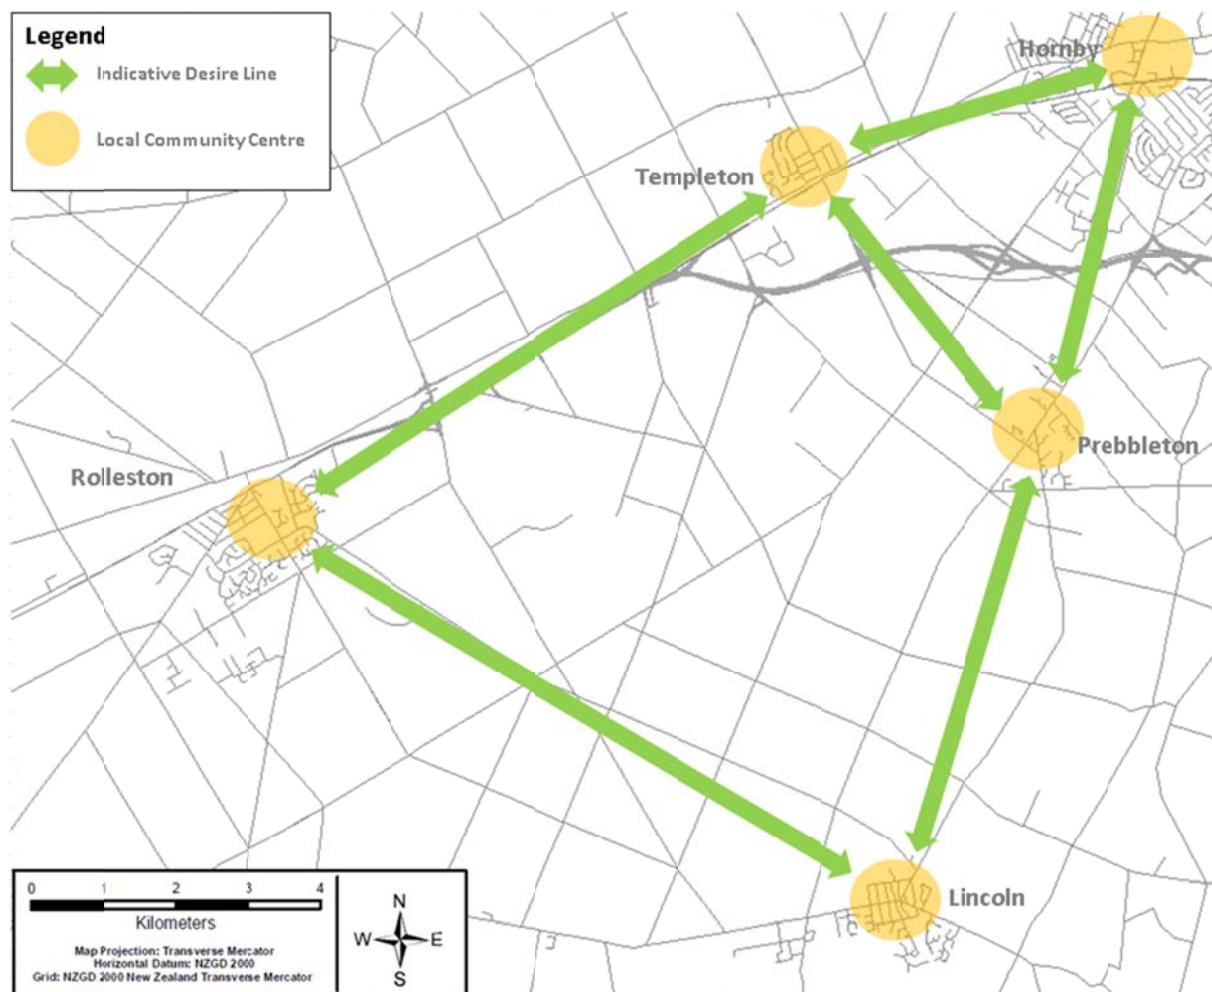 Legend
Indicative Desire Line
Local Community Centre
Hornby
Templeton
Prebbleton
Rolleston
Lincoln
0 1 2 3 4
Kilometers
Map Projection: Transverse Mercator
Horizontal Datum: NZGD 2000
Grid: NZGD 2000 New Zealand Transverse Mercator
N
W E
S